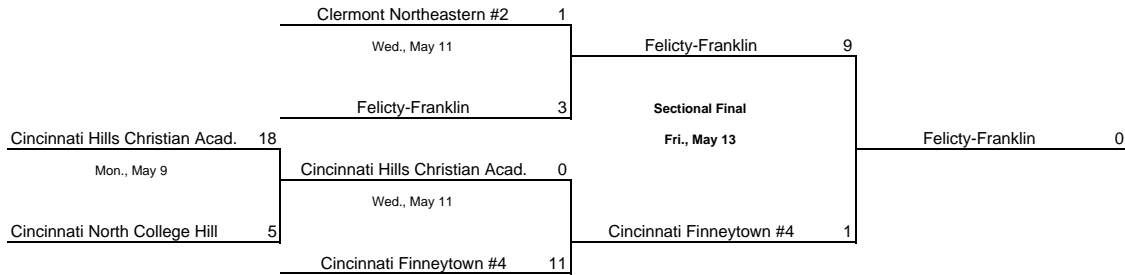 Clermont Northeastern #2 1
Wed., May 11
Felicty-Franklin 9
Felicty-Franklin 3
Sectional Final
Cincinnati Hills Christian Acad. 18
Fri., May 13
Felicty-Franklin 0
Mon., May 9
Cincinnati Hills Christian Acad. 0
Wed., May 11
Cincinnati North College Hill 5
Cincinnati Finneytown #4 1
Cincinnati Finneytown #4 11